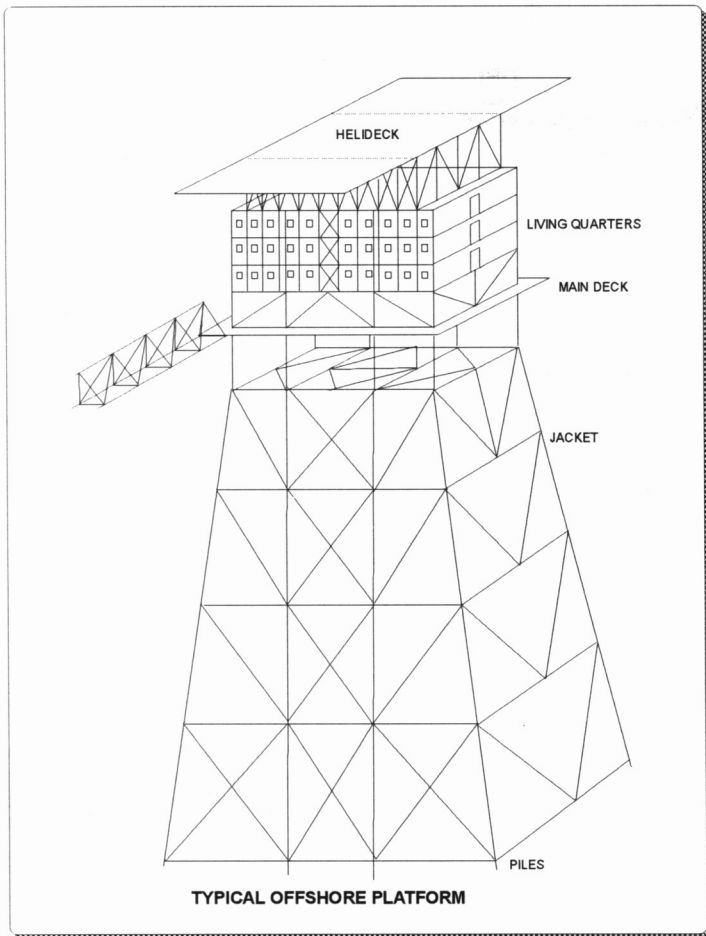 HELIDECK
LIVING QUARTERS
MAIN DECK
JACKET
PILES
TYPICAL OFFSHORE PLATFORM